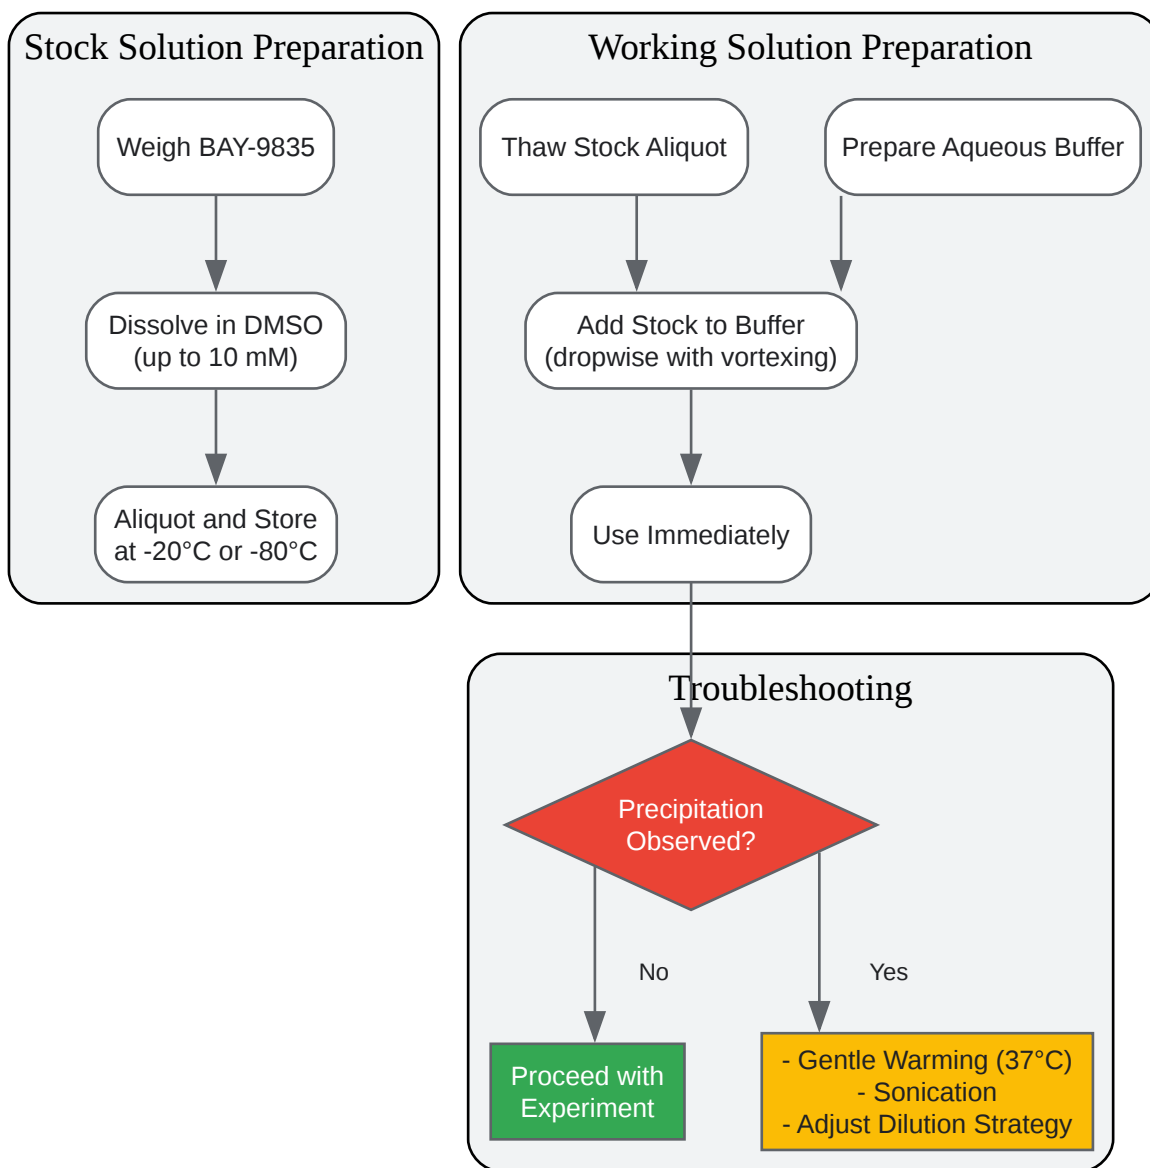 Stock Solution Preparation
Weigh BAY-9835
Dissolve in DMSO
(up to 10 mM)
Aliquot and Store
at -20°C or -80°C
Working Solution Preparation
Thaw Stock Aliquot
Prepare Aqueous Buffer
Add Stock to Buffer
(dropwise with vortexing)
Use Immediately
Troubleshooting
Precipitation
Observed?
No
Yes
Proceed with
Experiment
- Gentle Warming (37°C)
- Sonication
- Adjust Dilution Strategy